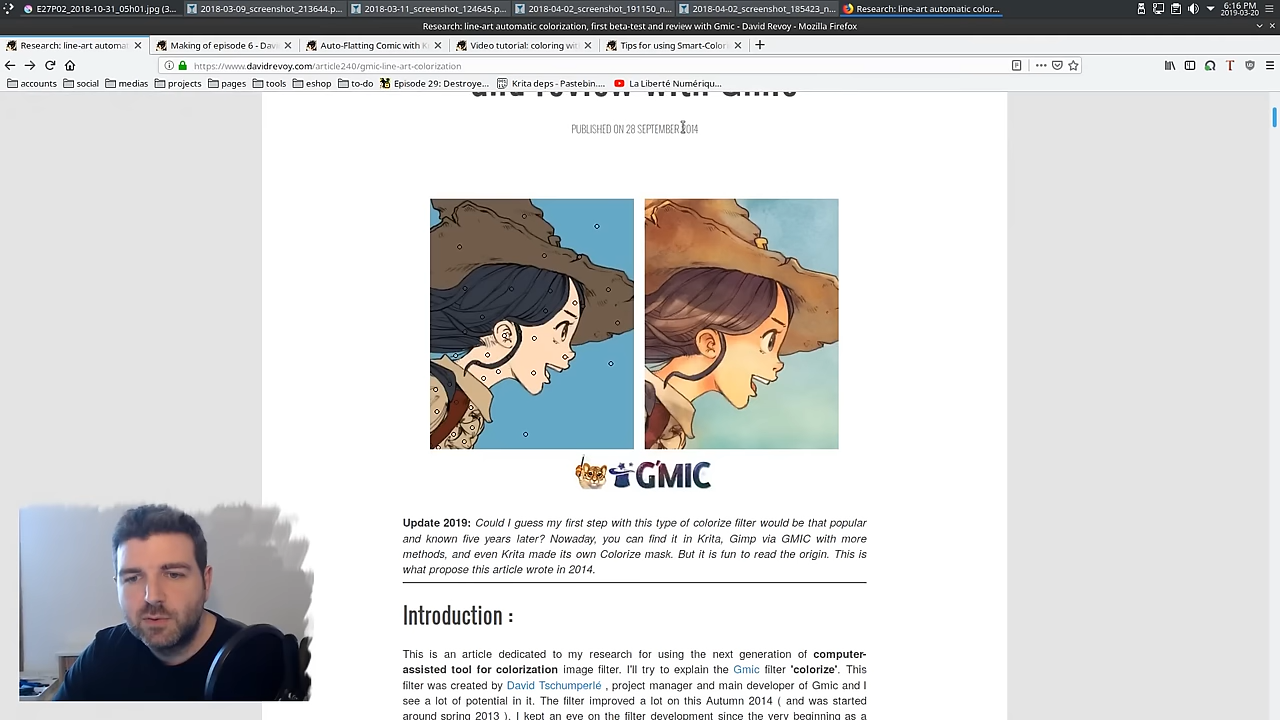 E27P02_2018-10-31_05h01.jpg (3...
2018-03-09_screenshot_213644.p...
2018-03-11_screenshot_124645.p...
2018-04-02_screenshot_191150_n...
2018-04-02_screenshot_185423_n...
Research: line-art automatic color...
6:16 PM
2019-03-20
Research: line-art automatic colorization, first beta-test and review with Gmic - David Revoy - Mozilla Firefox
Research: line-art automat
Making of episode 6 - Davi
Auto-Flatting Comic with K
Video tutorial: coloring wit
Tips for using Smart-Color
https://www.davidrevoy.com/article240/gmic-line-art-colorization
accounts
social
medias
projects
pages
tools
eshop
to-do
Episode 29: Destroye...
Krita deps - Pastebin....
La Liberté Numériqu...
and review with Gmic
PUBLISHED ON 28 SEPTEMBER 2014
G'MIC
Update 2019: Could I guess my first step with this type of colorize filter would be that popular
and known five years later? Nowaday, you can find it in Krita, Gimp via GMIC with more
methods, and even Krita made its own Colorize mask. But it is fun to read the origin. This is
what propose this article wrote in 2014.
Introduction :
This is an article dedicated to my research for using the next generation of computer-
assisted tool for colorization image filter. I'll try to explain the Gmic filter 'colorize'. This
filter was created by David Tschumperlé , project manager and main developer of Gmic and I
see a lot of potential in it. The filter improved a lot on this Autumn 2014 ( and was started
around spring 2013 ). I kept an eye on the filter development since the very beginning as a